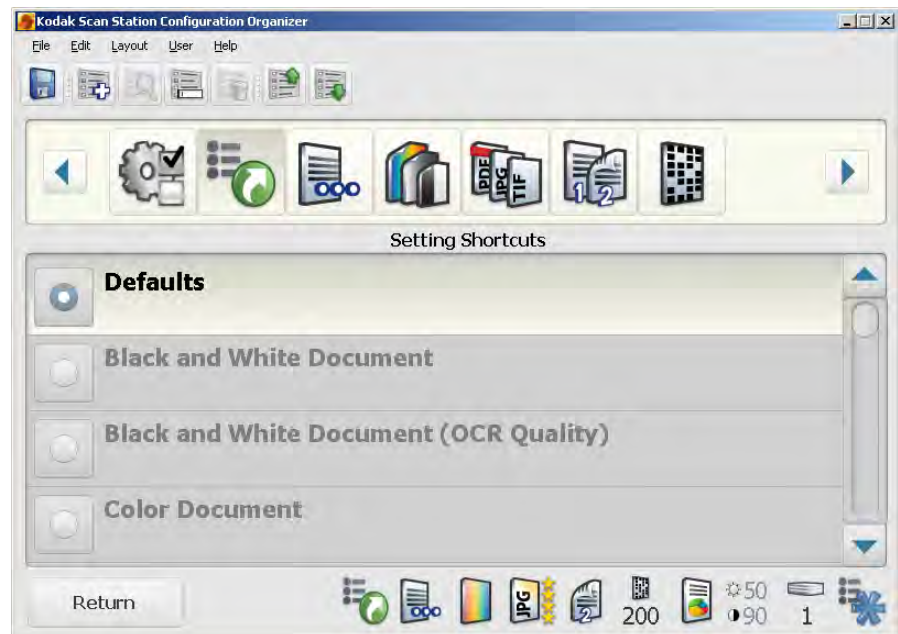 Kodak Scan Station Configuration Organizer
File Edit Layout User Help
PDF JPG TIF 1 2
Setting Shortcuts
Defaults
Black and White Document
Black and White Document (OCR Quality)
Color Document
Return JPG 2 200 50 90 1